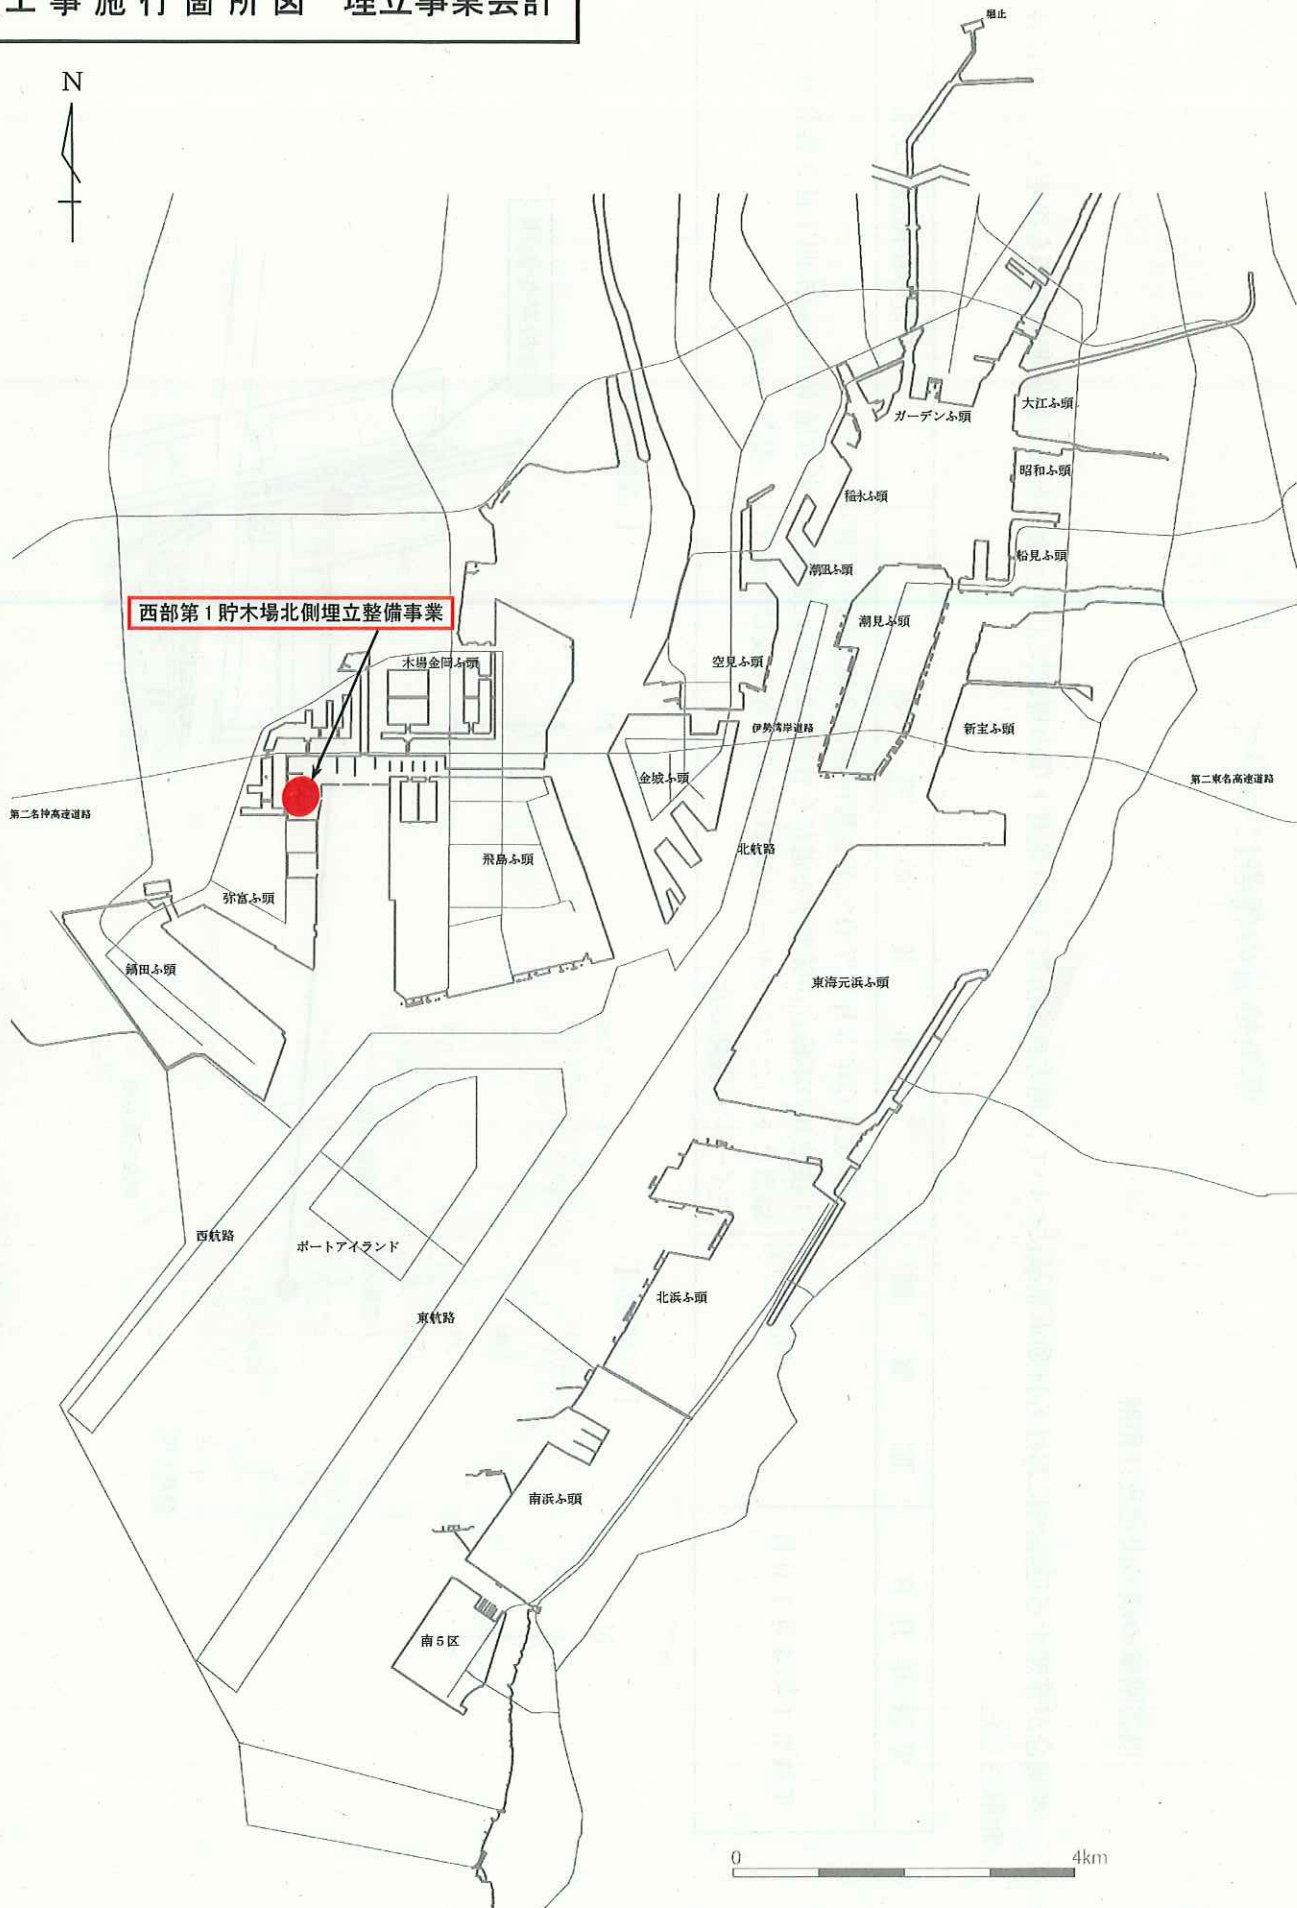 工事施行箇所図 埋立事業会計
堀止
N
ガーデンふ頭
大江ふ頭
昭和ふ頭
稲永ふ頭
船見ふ頭
潮凪ふ頭
西部第1貯木場北側埋立整備事業
潮見ふ頭
木場金岡ふ頭
空見ふ頭
伊勢湾岸道路
新宝ふ頭
金城ふ頭
第二東名高速道路
第二名神高速道路
北航路
飛島ふ頭
弥富ふ頭
鍋田ふ頭
東海元浜ふ頭
西航路
ポートアイランド
北浜ふ頭
東航路
南浜ふ頭
南5区
0 4km